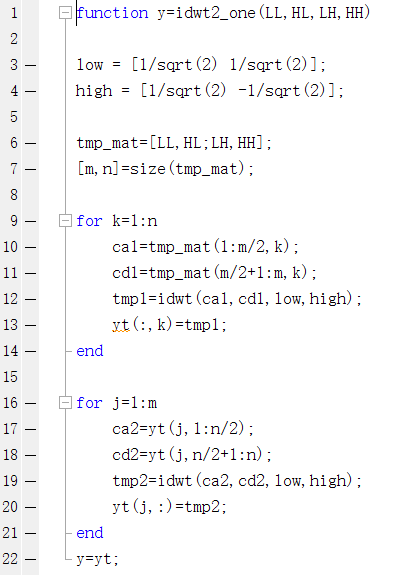 1 function y=idwt2_one(LL,HL,LH,HH)
2
3 — low = [1/sqrt(2) 1/sqrt(2)];
4 — high = [1/sqrt(2) -1/sqrt(2)];
5
6 — tmp_mat=[LL,HL;LH,HH];
7 — [m,n]=size(tmp_mat);
8
9 — for k=1:n
10 — ca1=tmp_mat(1:m/2,k);
11 — cd1=tmp_mat(m/2+1:m,k);
12 — tmp1=idwt(ca1,cd1,low,high);
13 — yt(:,k)=tmp1;
14 — end
15
16 — for j=1:m
17 — ca2=yt(j,1:n/2);
18 — cd2=yt(j,n/2+1:n);
19 — tmp2=idwt(ca2,cd2,low,high);
20 — yt(j,:)=tmp2;
21 — end
22 — y=yt;